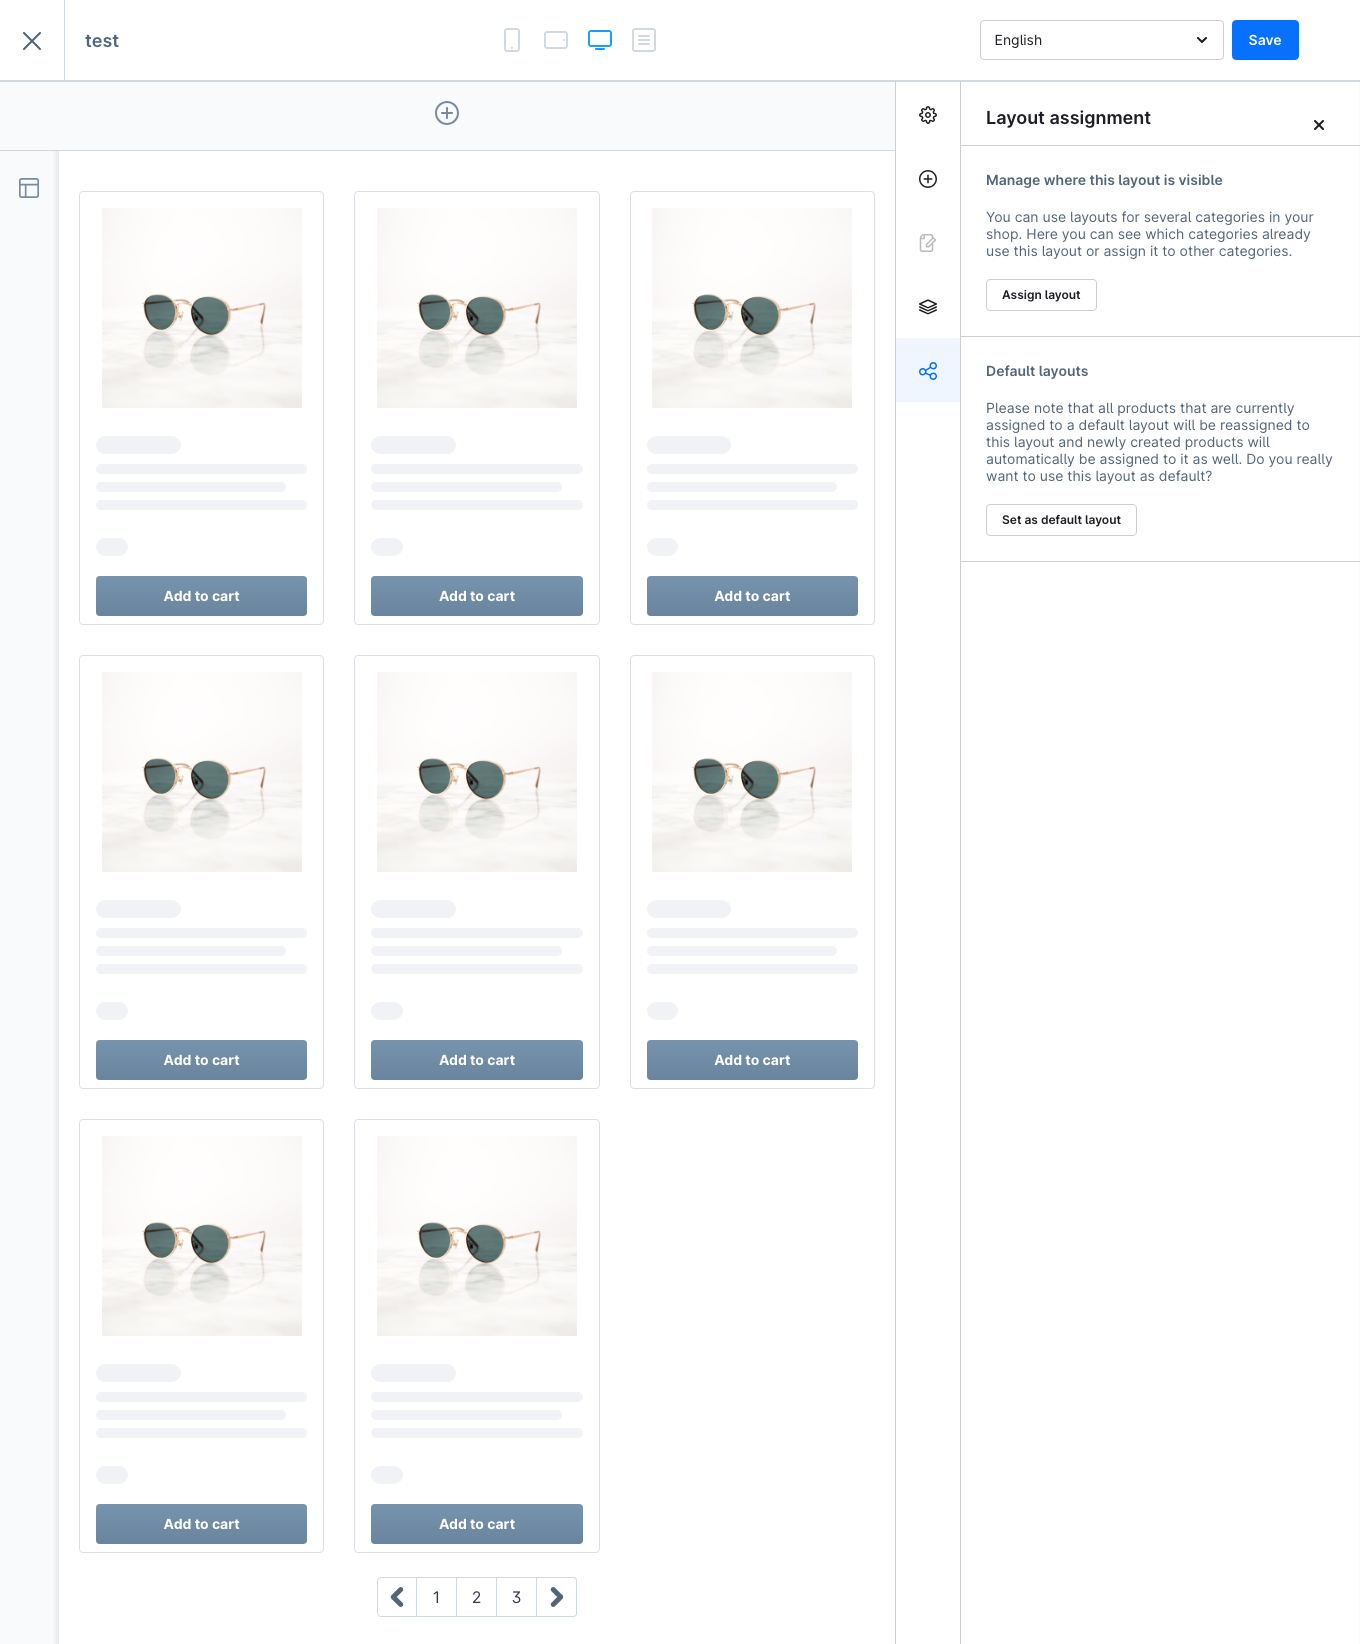 test
English
Save
Layout assignment
Manage where this layout is visible
You can use layouts for several categories in your
shop. Here you can see which categories already
use this layout or assign it to other categories.
Assign layout
Default layouts
Please note that all products that are currently
assigned to a default layout will be reassigned to
this layout and newly created products will
automatically be assigned to it as well. Do you really
want to use this layout as default?
Set as default layout
Add to cart
Add to cart
Add to cart
Add to cart
Add to cart
Add to cart
Add to cart
Add to cart
1 2 3